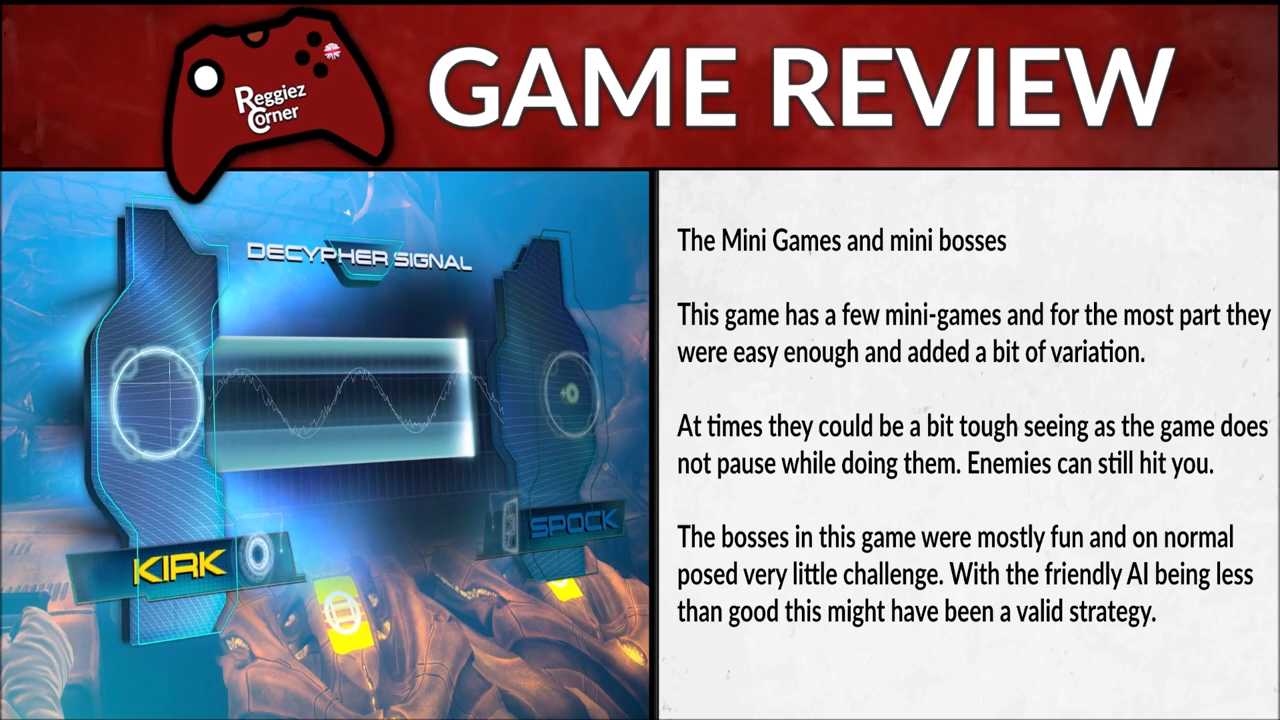 Reggiez
Corner
GAME REVIEW
DECYPHER SIGNAL
KIRK
SPOCK
The Mini Games and mini bosses
This game has a few mini-games and for the most part they
were easy enough and added a bit of variation.
At times they could be a bit tough seeing as the game does
not pause while doing them. Enemies can still hit you.
The bosses in this game were mostly fun and on normal
posed very little challenge. With the friendly AI being less
than good this might have been a valid strategy.